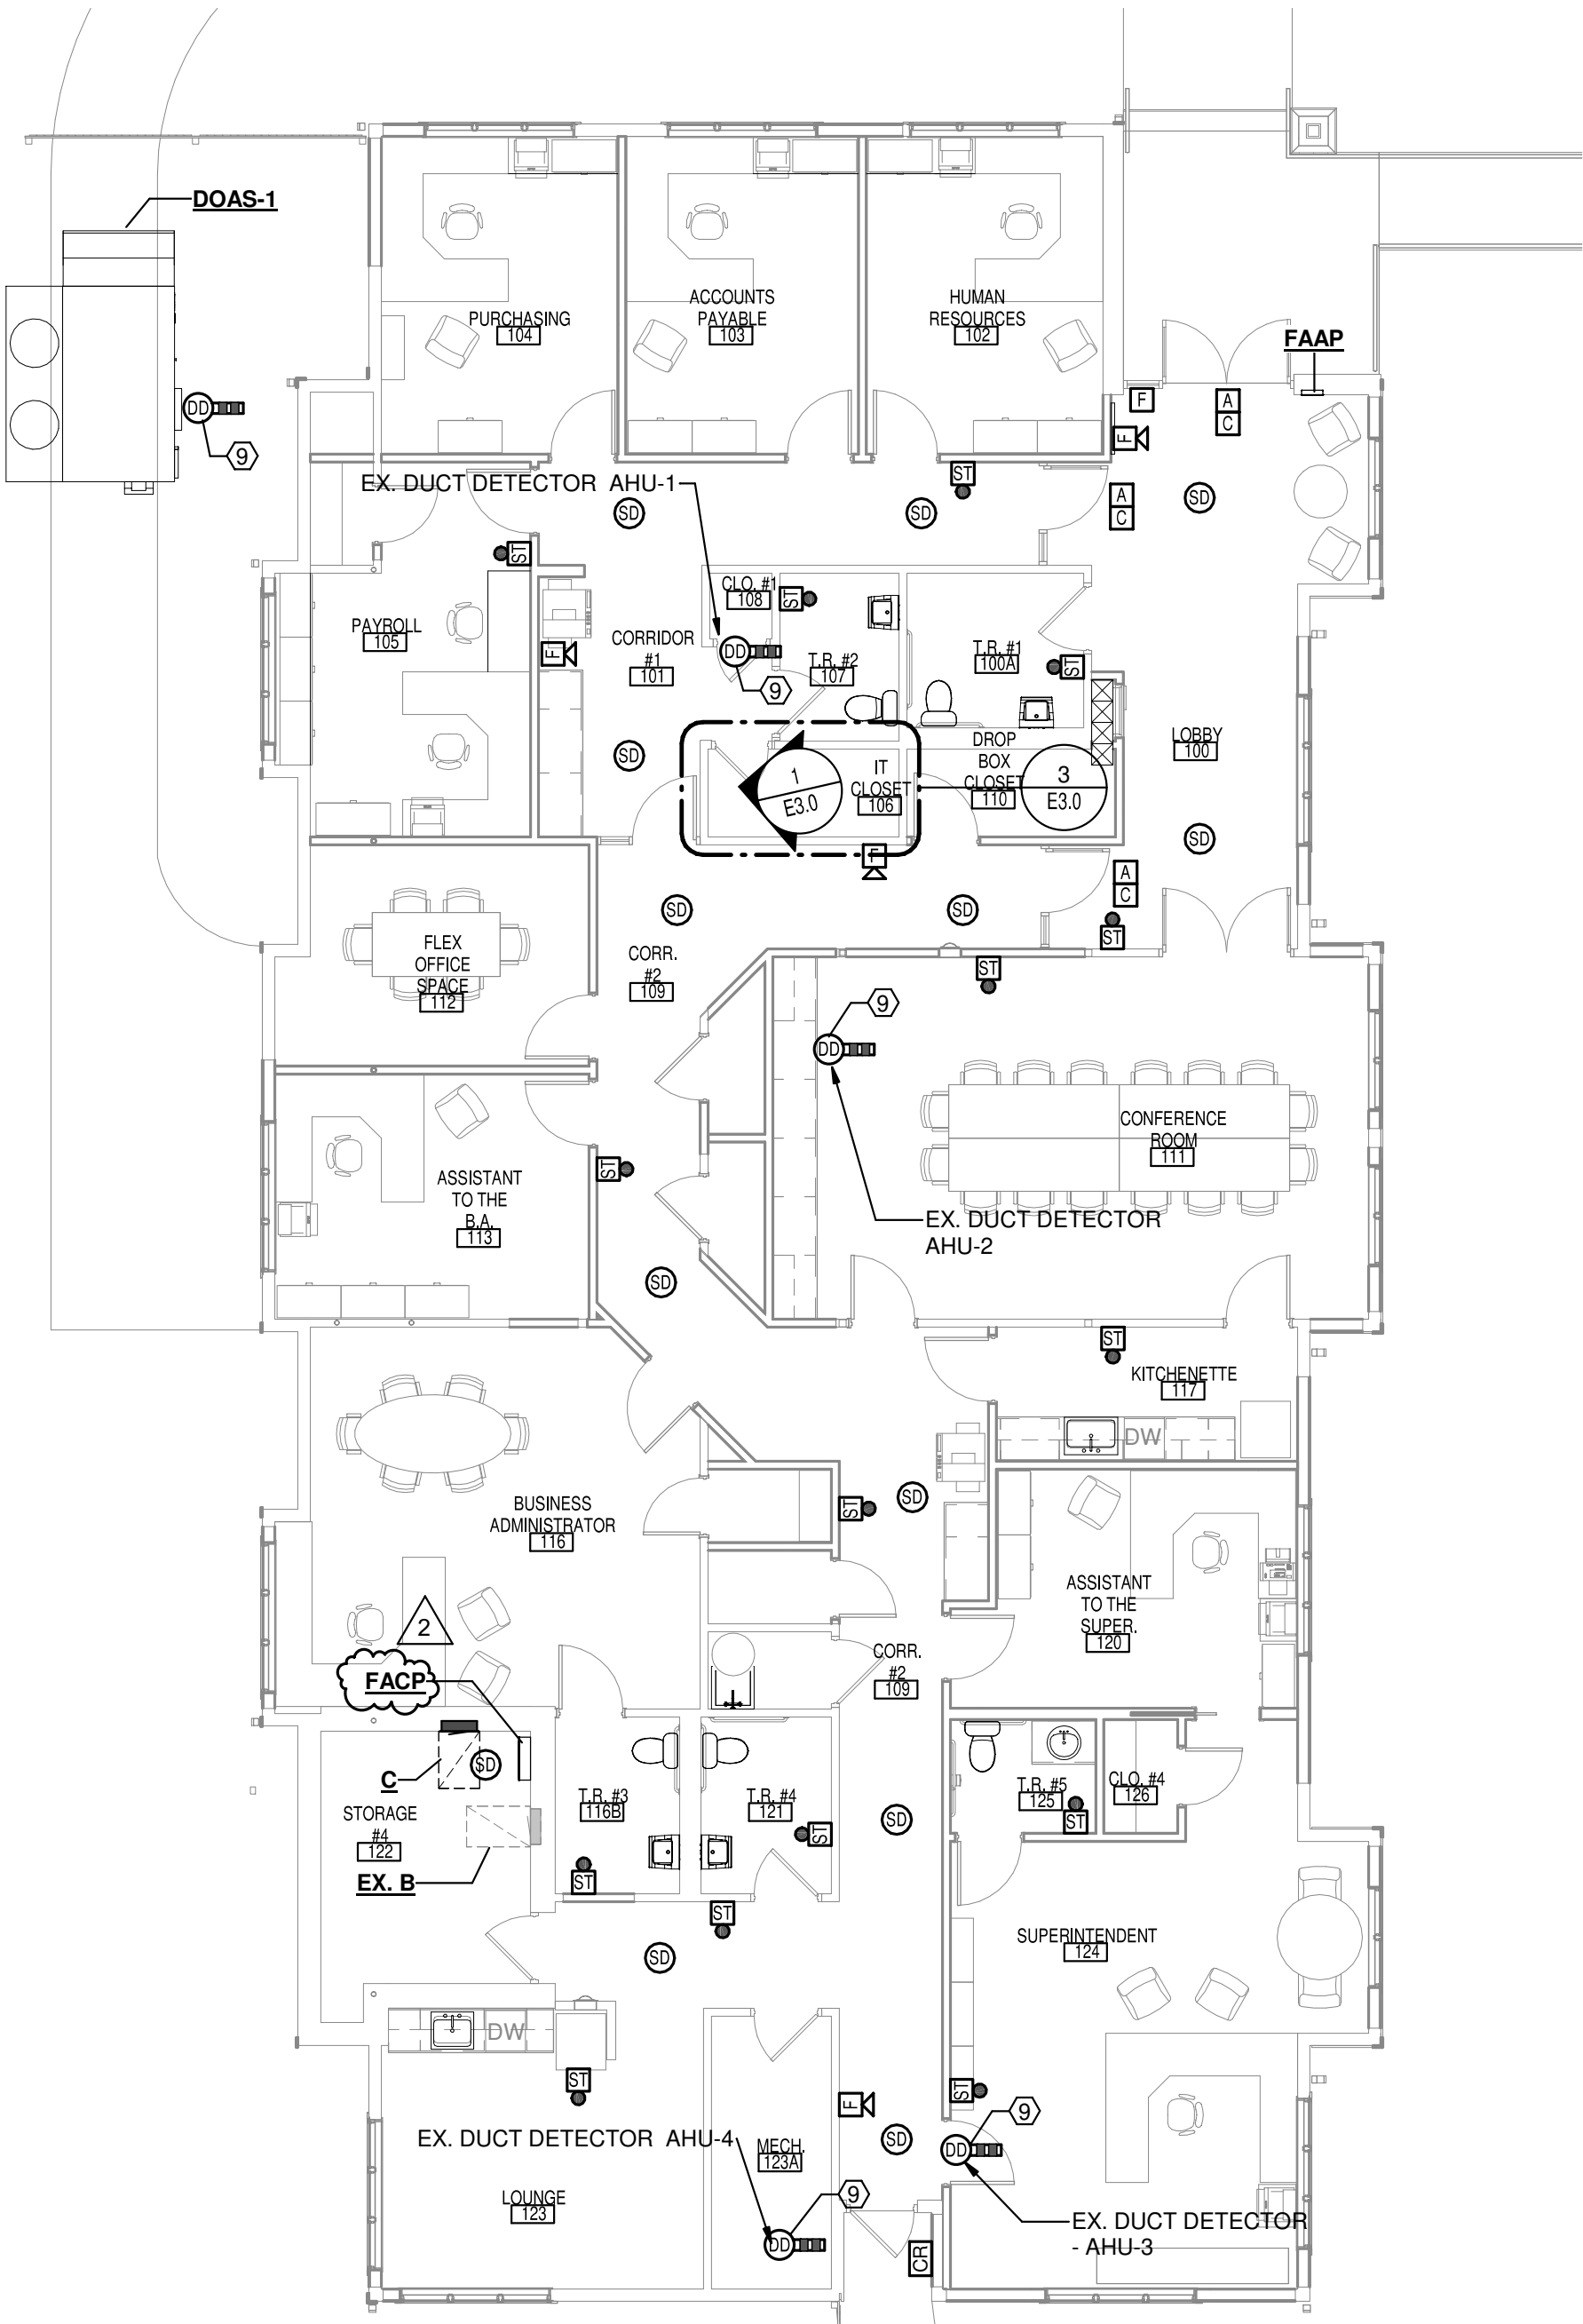 DOAS-1
DD
9
PURCHASING
104
ACCOUNTS
PAYABLE
103
HUMAN
RESOURCES
102
FAAP
F
A
C
F
EX. DUCT DETECTOR AHU-1
ST
SD
SD
A
C
SD
ST
PAYROLL
105
CLO. #1
108
ST
CORRIDOR
#1
101
F
DD
9
T.R. #2
107
T.R. #1
100A
ST
SD
1
E3.0
IT
CLOSET
106
DROP
BOX
CLOSET
110
3
E3.0
LOBBY
100
SD
F
A
C
ST
SD
SD
FLEX
OFFICE
SPACE
112
CORR.
#2
109
ST
DD
9
CONFERENCE
ROOM
111
ASSISTANT
TO THE
B.A.
113
ST
EX. DUCT DETECTOR
AHU-2
SD
ST
KITCHENETTE
117
DW
BUSINESS
ADMINISTRATOR
116
ST
SD
ASSISTANT
TO THE
SUPER.
120
2
FACP
CORR.
#2
109
C
SD
STORAGE
#4
122
EX. B
T.R. #3
116B
ST
T.R. #4
121
ST
SD
T.R. #5
125
ST
CLO. #4
126
ST
SD
SUPERINTENDENT
124
DW
ST
F
ST
SD
DD
9
EX. DUCT DETECTOR AHU-4
MECH.
123A
LOUNGE
123
DD
9
CR
EX. DUCT DETECTOR
- AHU-3